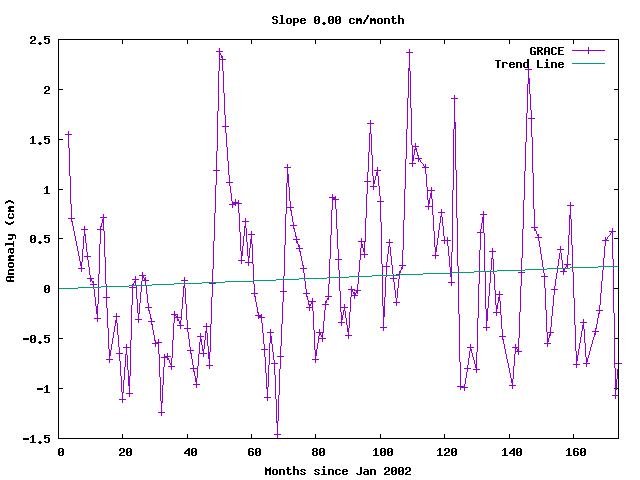 Slope 0.00 cm/month
GRACE
Trend Line
2.5
2
1.5
1
0.5
0
-0.5
-1
-1.5
Anomaly (cm)
0 20 40 60 80 100 120 140 160
Months since Jan 2002